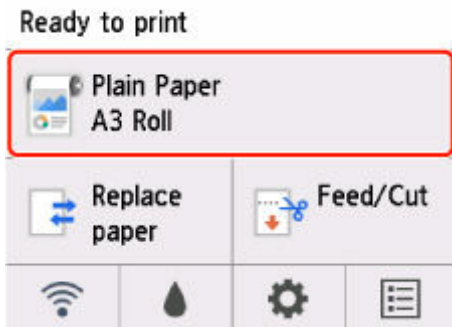 Ready to print
Plain Paper
A3 Roll
Replace
paper
Feed/Cut